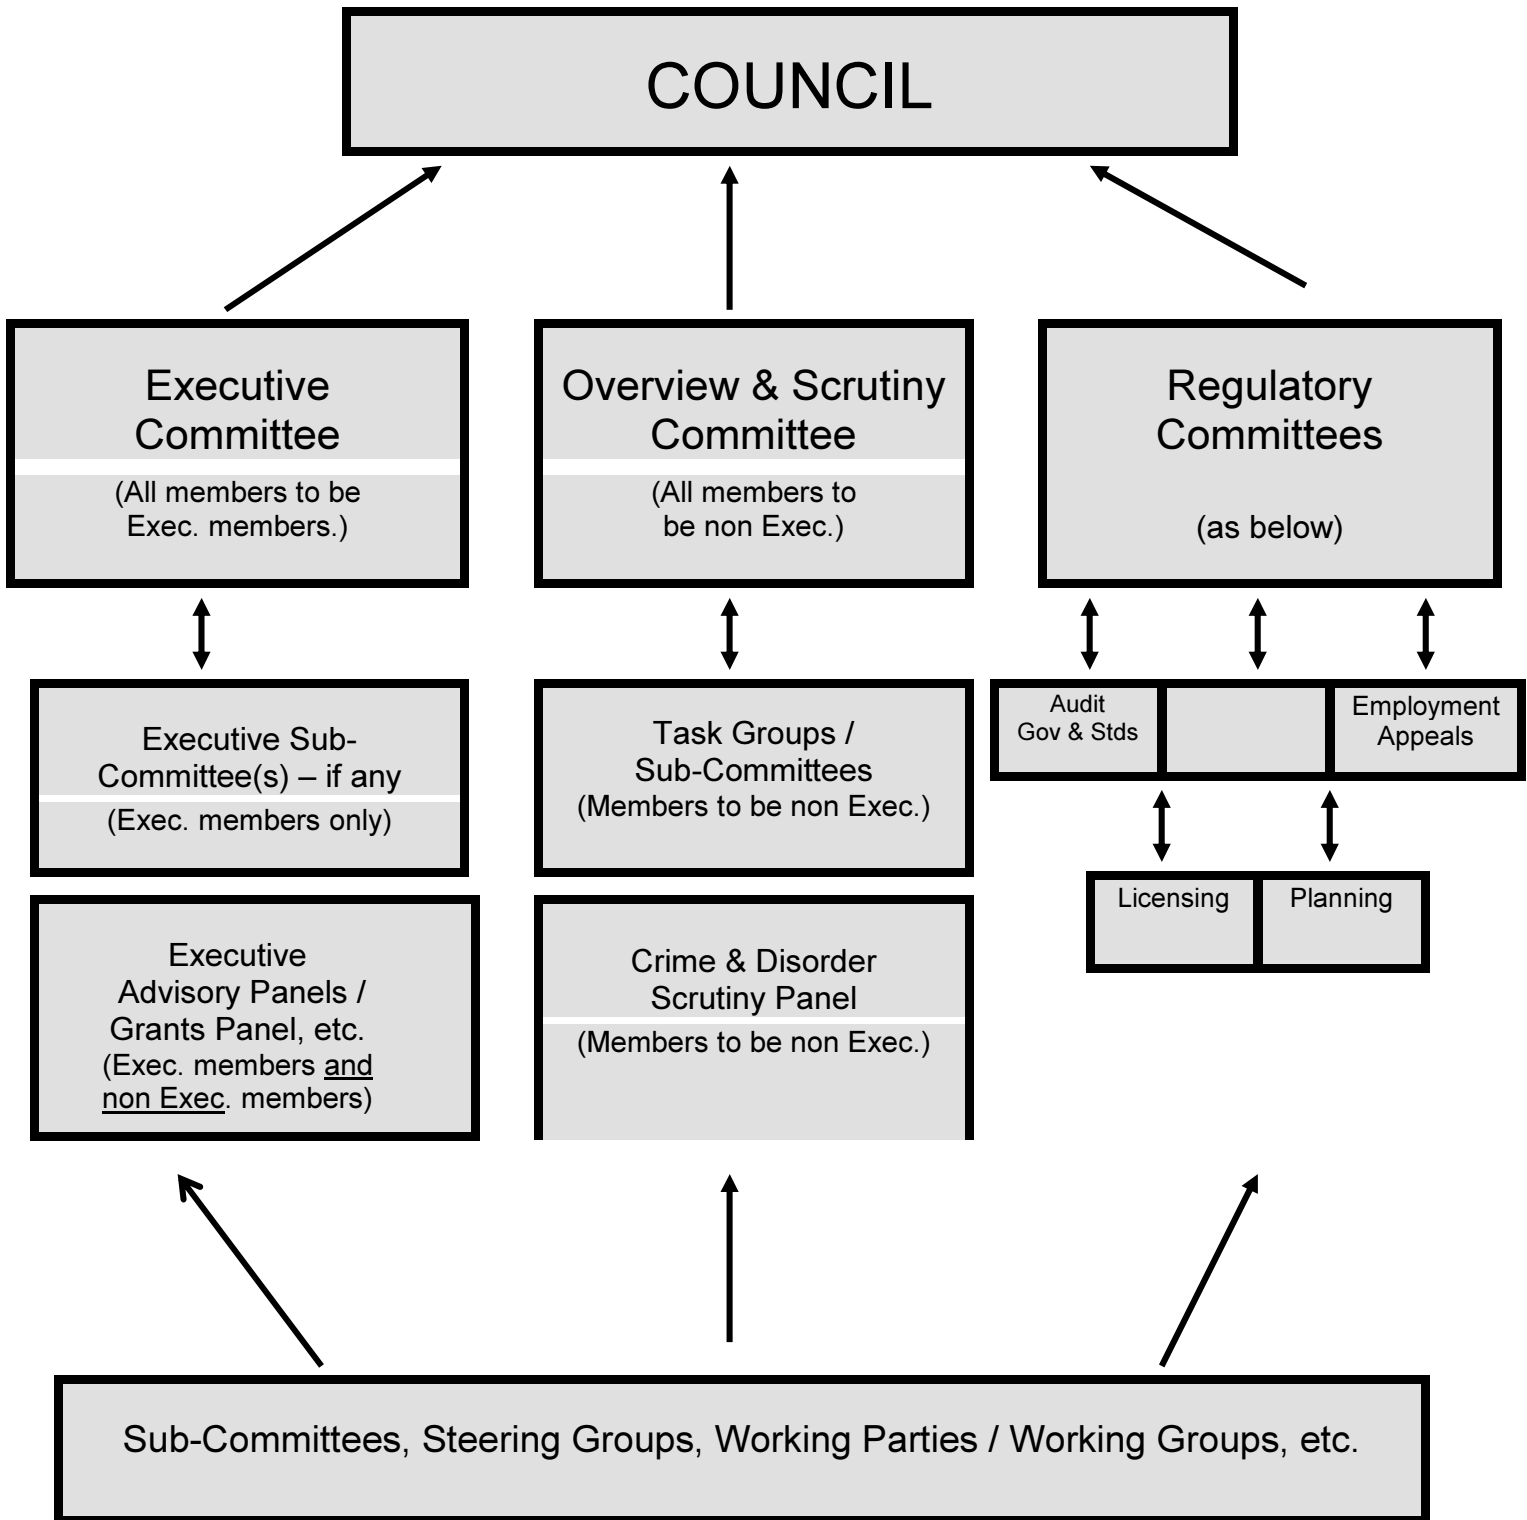 COUNCIL
Executive
Committee
(All members to be
Exec. members.)
Overview & Scrutiny
Committee
(All members to
be non Exec.)
Regulatory
Committees
(as below)
Executive Sub-
Committee(s) – if any
(Exec. members only)
Task Groups /
Sub-Committees
(Members to be non Exec.)
Audit
Gov & Stds
Employment
Appeals
Licensing
Planning
Executive
Advisory Panels /
Grants Panel, etc.
(Exec. members and
non Exec. members)
Crime & Disorder
Scrutiny Panel
(Members to be non Exec.)
Sub-Committees, Steering Groups, Working Parties / Working Groups, etc.